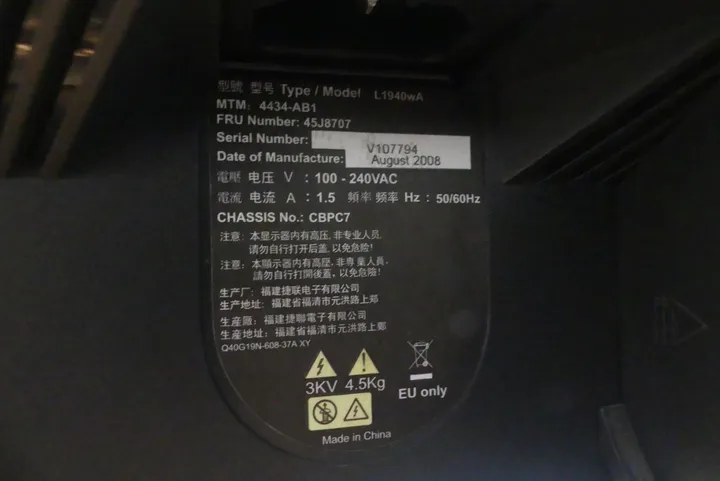 型號 型号 Type / Model L1940wA
MTM: 4434-AB1
FRU Number: 45J8707
Serial Number: V107794
Date of Manufacture: August 2008
電壓 电压 V : 100 - 240VAC
電流 电流 A : 1.5 頻率 频率 Hz : 50/60Hz
CHASSIS No.: CBPC7
注意: 本显示器内有高压, 非专业人员,
请勿自行打开后盖, 以免危险!
注意: 本顯示器内有高壓, 非專業人員,
請勿自行打開後蓋, 以免危險!
生产厂: 福建捷联电子有限公司
生产地址: 福建省福清市元洪路上郑
生産廠: 福建捷聯電子有限公司
生産地址: 福建省福清市元洪路上鄭
Q40G19N-608-37A XY
3KV 4.5Kg
EU only
Made in China